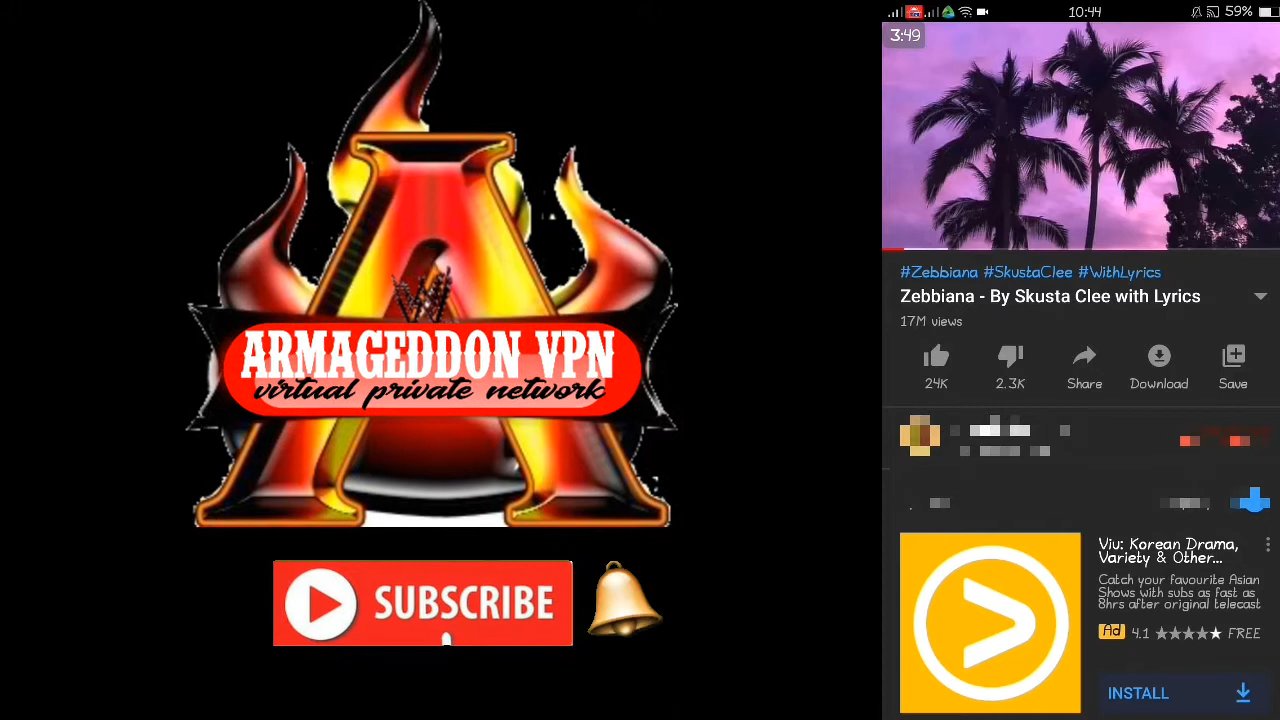 ARMAGEDDON VPN
virtual private network
SUBSCRIBE
10:44
59%
3:49
#Zebbiana #SkustaClee #WithLyrics
Zebbiana - By Skusta Clee with Lyrics
17M views
24K
2.3K
Share
Download
Save
Viu: Korean Drama,
Variety & Other...
Catch your favourite Asian
Shows with subs as fast as
8hrs after original telecast
Ad 4.1 FREE
INSTALL